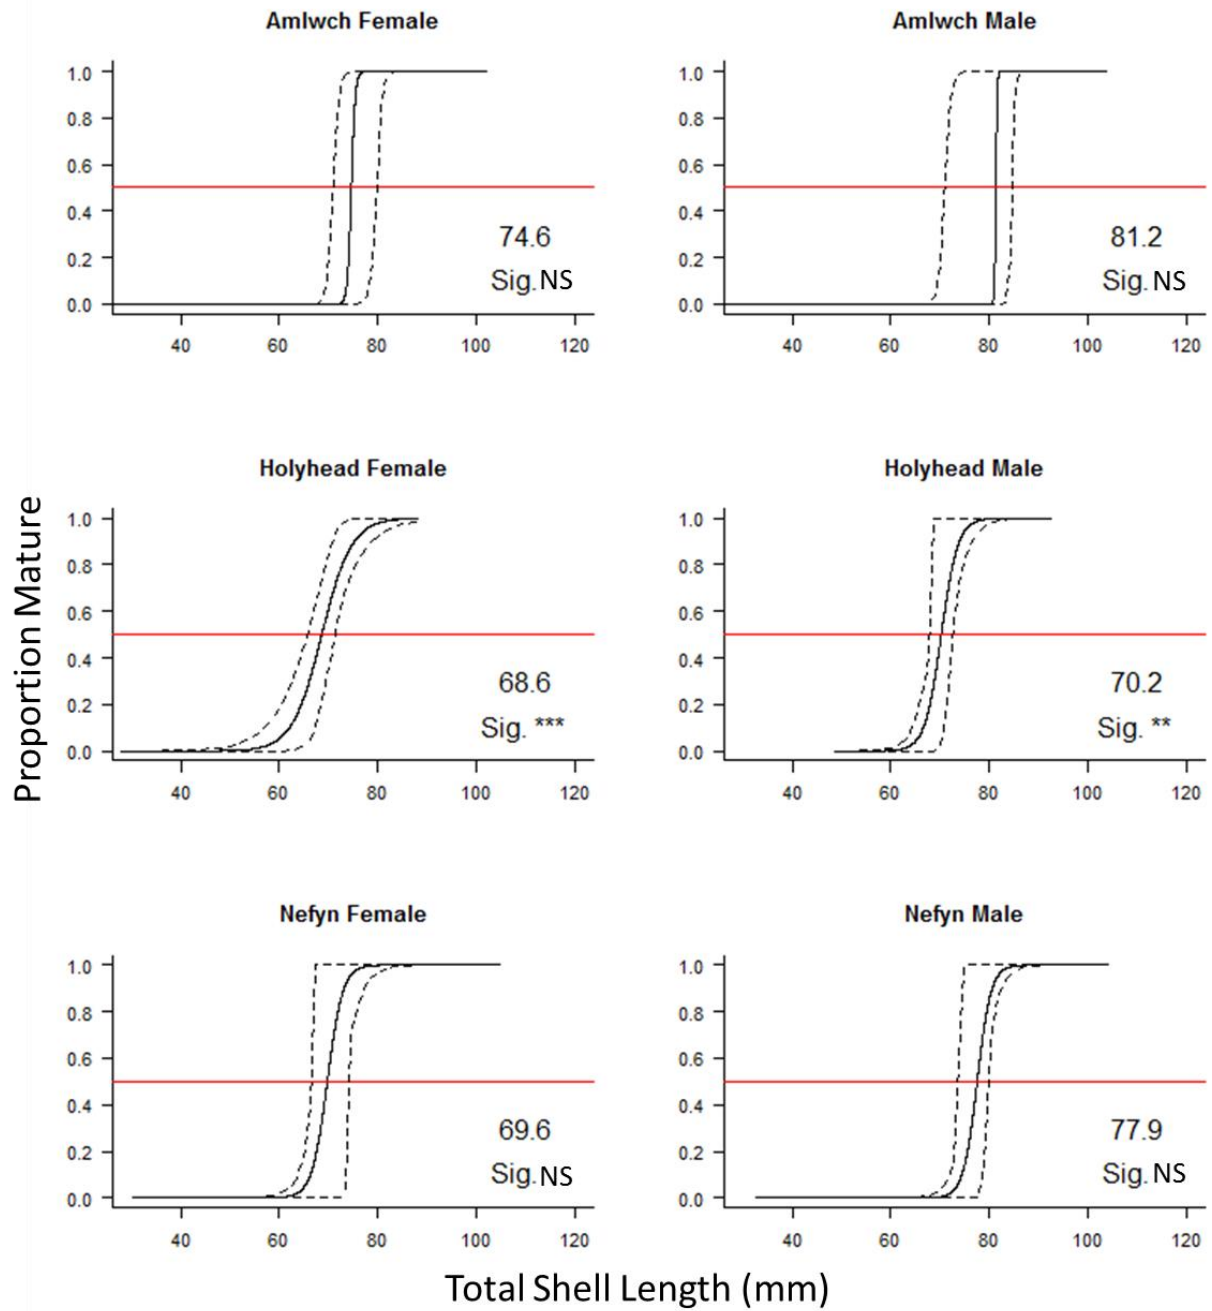 Amlwch Female
1.0
0.8
0.6
0.4
0.2
0.0
74.6
Sig. NS
40 60 80 100 120
Amlwch Male
1.0
0.8
0.6
0.4
0.2
0.0
81.2
Sig. NS
40 60 80 100 120
Proportion Mature
Holyhead Female
1.0
0.8
0.6
0.4
0.2
0.0
68.6
Sig. ***
40 60 80 100 120
Holyhead Male
1.0
0.8
0.6
0.4
0.2
0.0
70.2
Sig. **
40 60 80 100 120
Nefyn Female
1.0
0.8
0.6
0.4
0.2
0.0
69.6
Sig. NS
40 60 80 100 120
Nefyn Male
1.0
0.8
0.6
0.4
0.2
0.0
77.9
Sig. NS
40 60 80 100 120
Total Shell Length (mm)